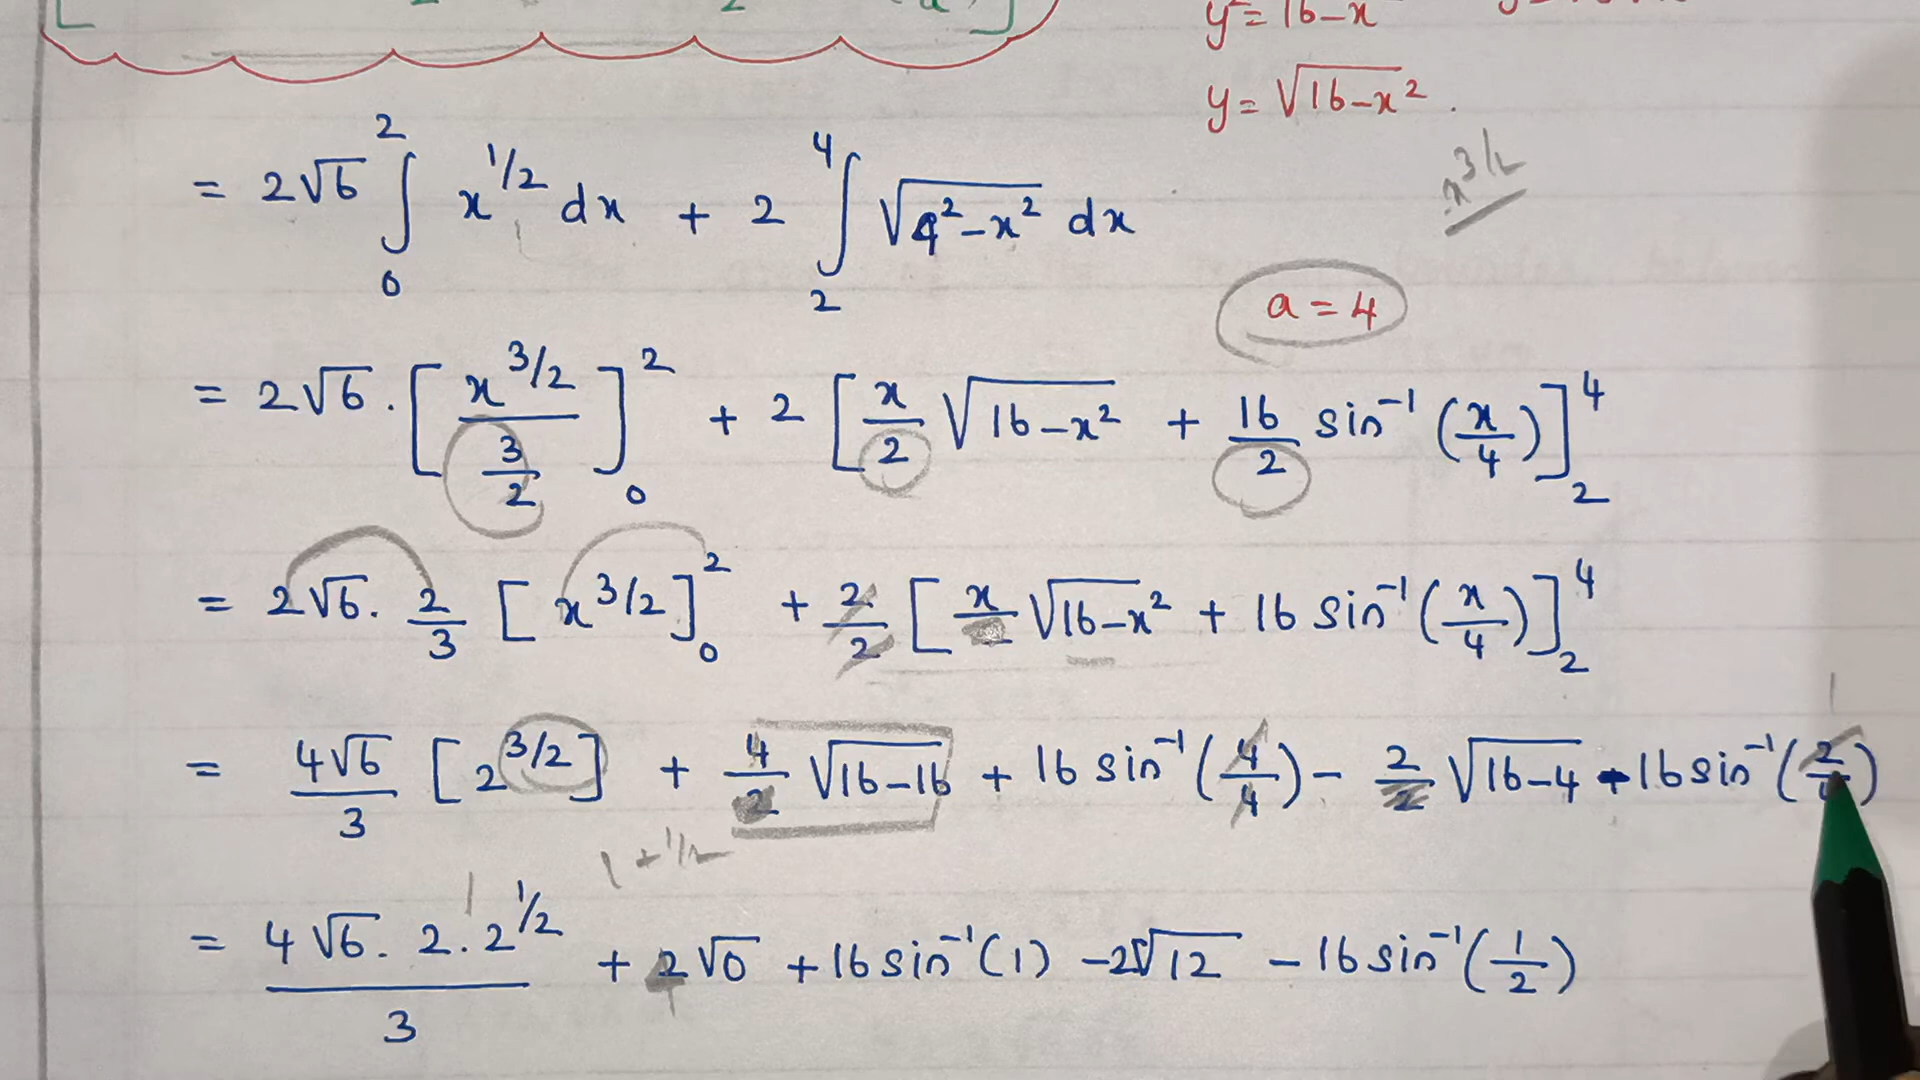 y² = 16-x
y = √16-x² .
= 2√6 ∫₀² x^1/2 dx + 2 ∫₂⁴ √4²-x² dx
x^3/2
a = 4
= 2√6 . [x^3/2 / 3/2]₀² + 2 [x/2 √16-x² + 16/2 sin⁻¹ (x/4)]₂⁴
= 2√6 . 2/3 [x^3/2]₀² + 2/2 [x √16-x² + 16 sin⁻¹ (x/4)]₂⁴
= 4√6/3 [2^3/2] + 4 √16-16 + 16 sin⁻¹ (4/4) - 2 √16-4 - 16 sin⁻¹ (2/4)
1 + 1/2
= 4√6 . 2 . 2^1/2 / 3 + 4√0 + 16 sin⁻¹ (1) - 2√12 - 16 sin⁻¹ (1/2)